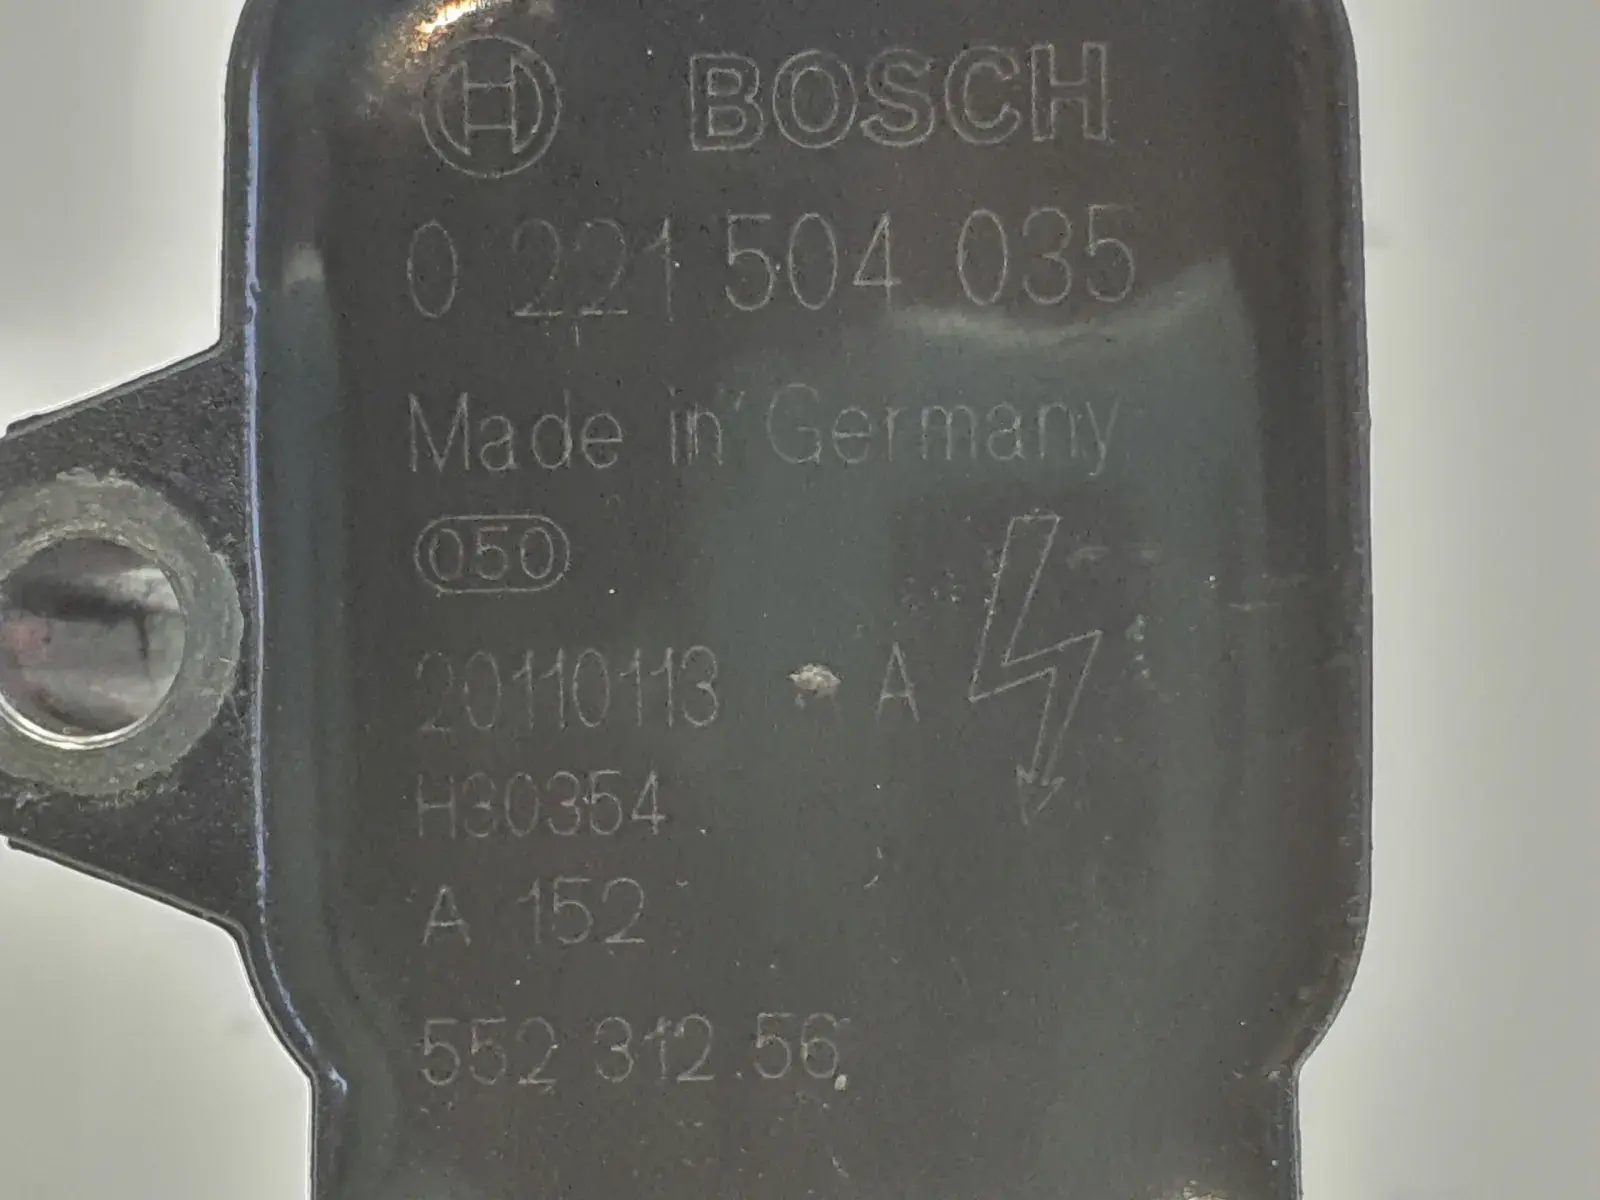 BOSCH
0 221 504 035
Made in Germany
050
20110113 A
H30354
A 152
552 312 56